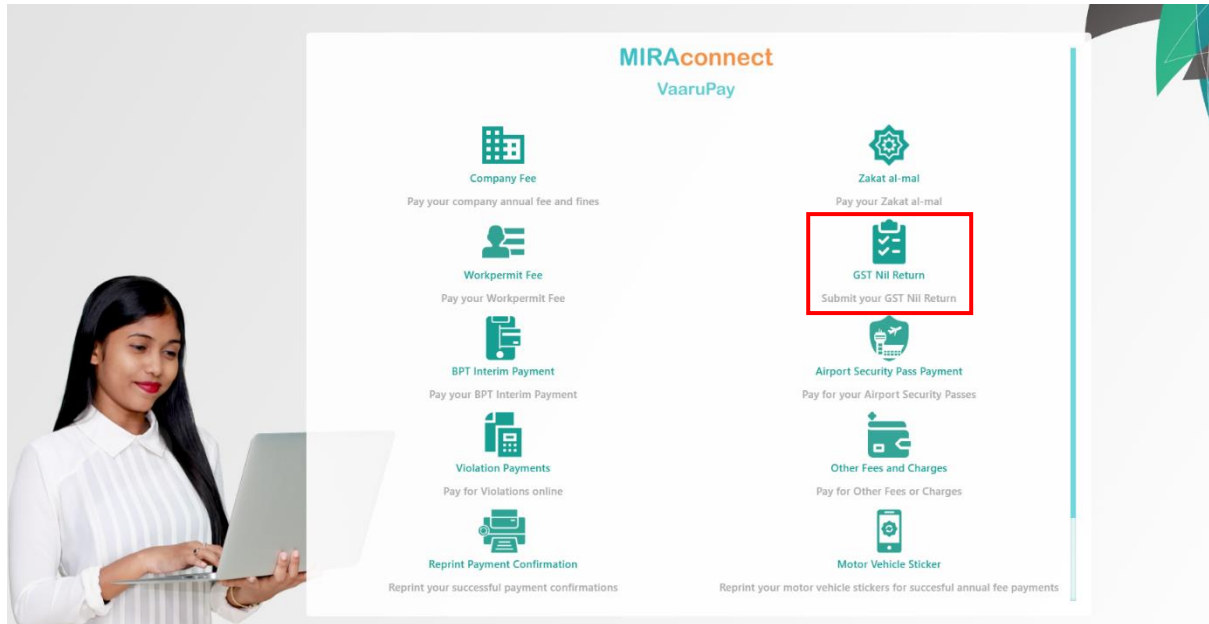 MIRAconnect
VaaruPay
Company Fee
Pay your company annual fee and fines
Zakat al-mal
Pay your Zakat al-mal
Workpermit Fee
Pay your Workpermit Fee
GST Nil Return
Submit your GST Nil Return
BPT Interim Payment
Pay your BPT Interim Payment
Airport Security Pass Payment
Pay for your Airport Security Passes
Violation Payments
Pay for Violations online
Other Fees and Charges
Pay for Other Fees or Charges
Reprint Payment Confirmation
Reprint your successful payment confirmations
Motor Vehicle Sticker
Reprint your motor vehicle stickers for succesful annual fee payments